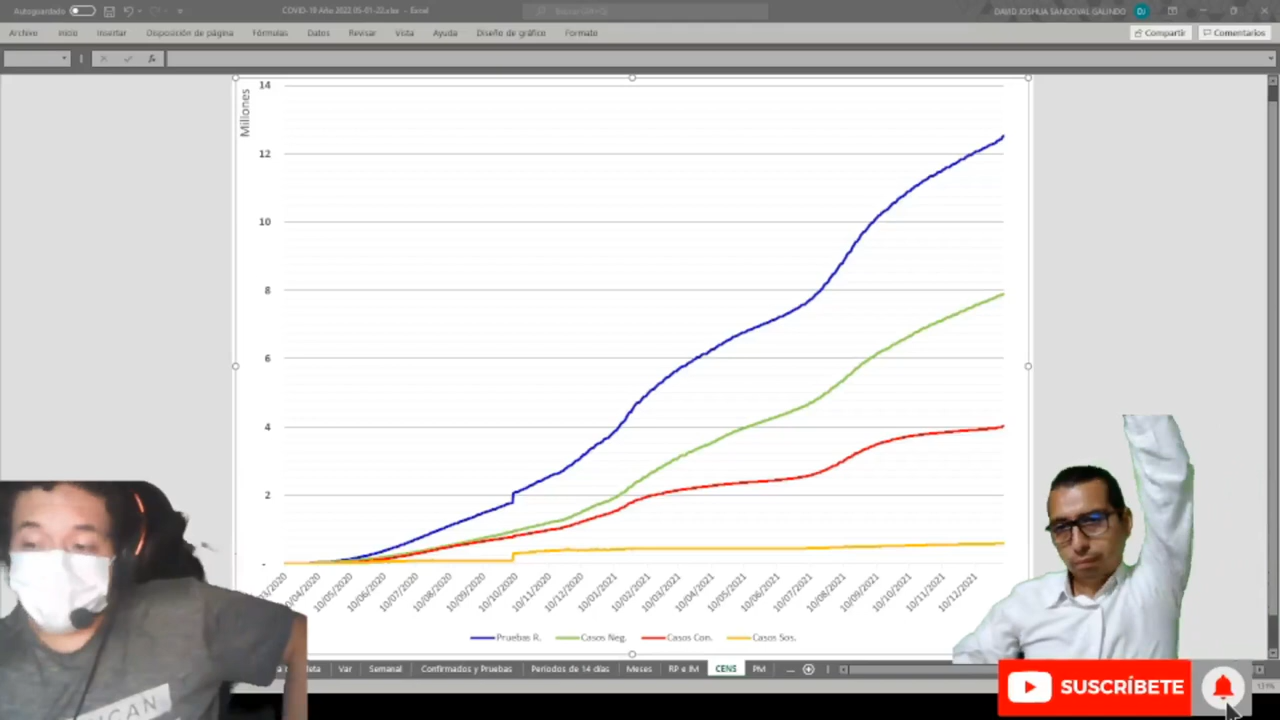 Autoguardado COVID-19 Año 2022 05-01-22.xlsx - Excel DAVID JOSHUA SANDOVAL GALINDO DJ
Archivo Inicio Insertar Disposición de página Fórmulas Datos Revisar Vista Ayuda Diseño de gráfico Formato Compartir Comentarios
fx
Millones
14
12
10
8
6
4
2
-
10/04/2020 10/05/2020 10/06/2020 10/07/2020 10/08/2020 10/09/2020 10/10/2020 10/11/2020 10/12/2020 10/01/2021 10/02/2021 10/03/2021 10/04/2021 10/05/2021 10/06/2021 10/07/2021 10/08/2021 10/09/2021 10/10/2021 10/11/2021 10/12/2021
Pruebas R. Casos Neg. Casos Con. Casos Sos.
Var Semanal Confirmados y Pruebas Periodos de 14 días Meses RP e IM CENS PM ...
SUSCRÍBETE
131%